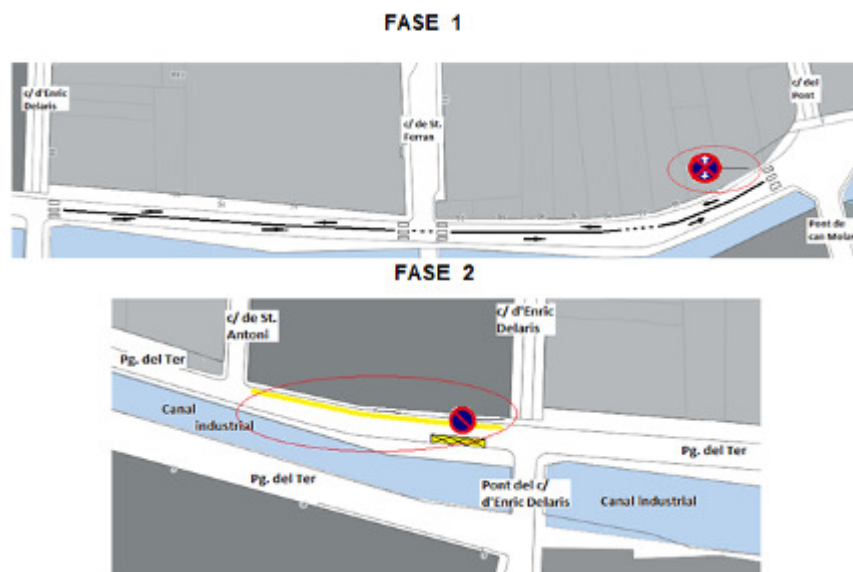 FASE 1
c/ d'Enric
Delaris
c/ de St.
Ferran
c/ del
Pont
Pont de
can Molas
FASE 2
c/ de St.
Antoni
c/ d'Enric
Delaris
Pg. del Ter
Canal
industrial
Pg. del Ter
Pg. del Ter
Pont del c/
d'Enric Delaris
Canal industrial